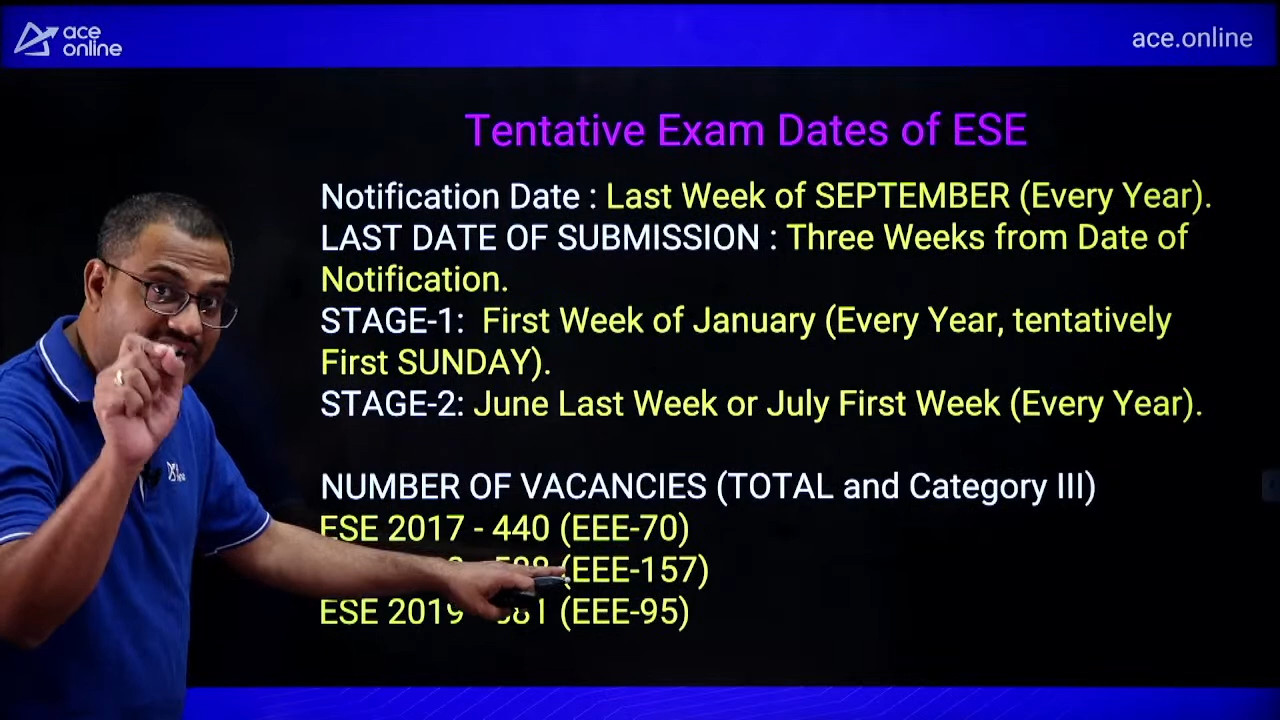 ace
online
ace.online
Tentative Exam Dates of ESE
Notification Date : Last Week of SEPTEMBER (Every Year).
LAST DATE OF SUBMISSION : Three Weeks from Date of
Notification.
STAGE-1: First Week of January (Every Year, tentatively
First SUNDAY).
STAGE-2: June Last Week or July First Week (Every Year).
NUMBER OF VACANCIES (TOTAL and Category III)
ESE 2017 - 440 (EEE-70)
(EEE-157)
ESE 2019 (EEE-95)